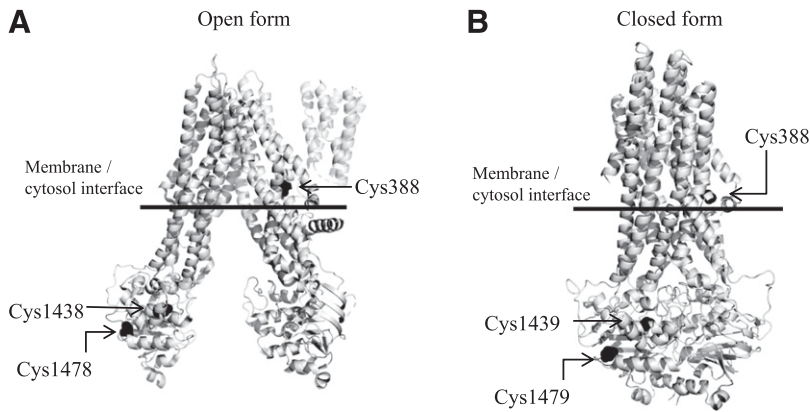 A
Open form
Membrane /
cytosol interface
Cys388
Cys1438
Cys1478
B
Closed form
Cys388
Membrane /
cytosol interface
Cys1439
Cys1479